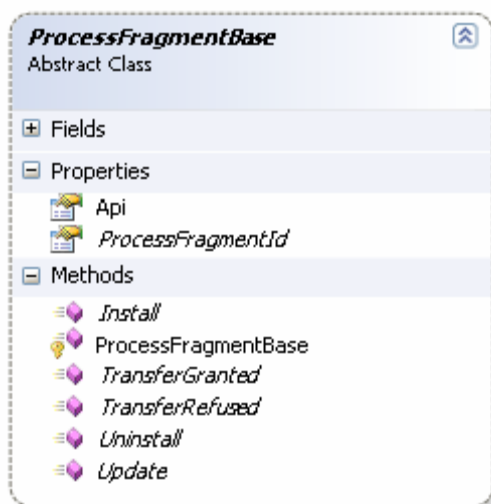 ProcessFragmentBase
Abstract Class
Fields
Properties
Api
ProcessFragmentId
Methods
Install
ProcessFragmentBase
TransferGranted
TransferRefused
Uninstall
Update